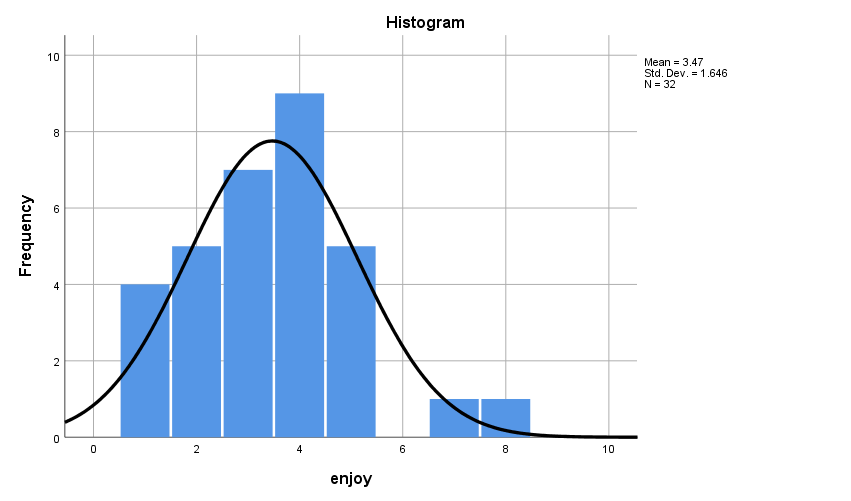 Histogram
Mean = 3.47
Std. Dev. = 1.646
N = 32
Frequency
10
8
6
4
2
0
0 2 4 6 8 10
enjoy